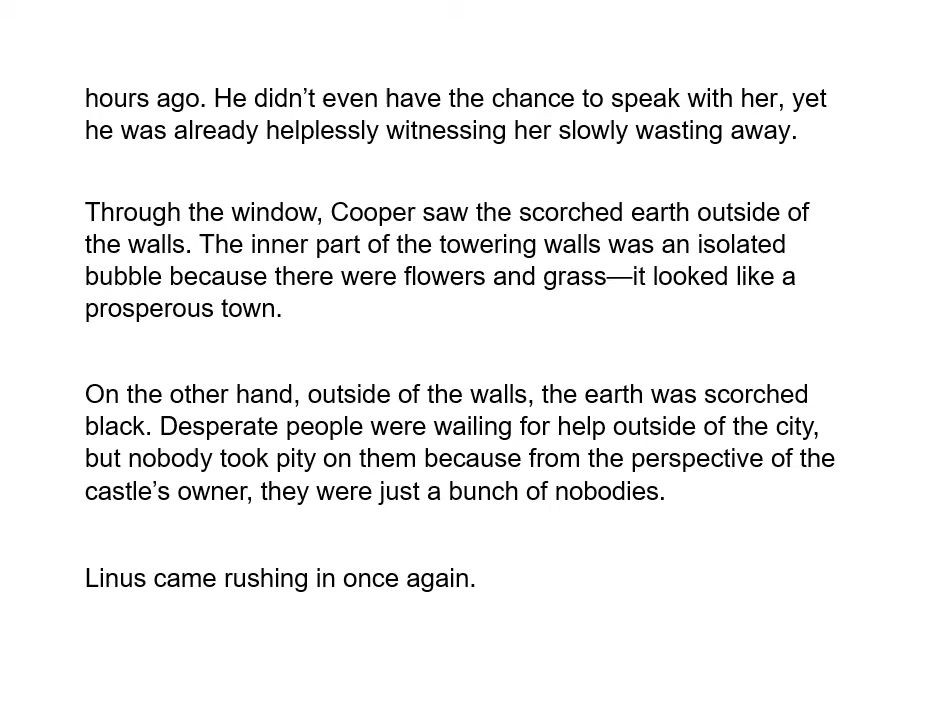 hours ago. He didn’t even have the chance to speak with her, yet
he was already helplessly witnessing her slowly wasting away.
Through the window, Cooper saw the scorched earth outside of
the walls. The inner part of the towering walls was an isolated
bubble because there were flowers and grass—it looked like a
prosperous town.
On the other hand, outside of the walls, the earth was scorched
black. Desperate people were wailing for help outside of the city,
but nobody took pity on them because from the perspective of the
castle’s owner, they were just a bunch of nobodies.
Linus came rushing in once again.